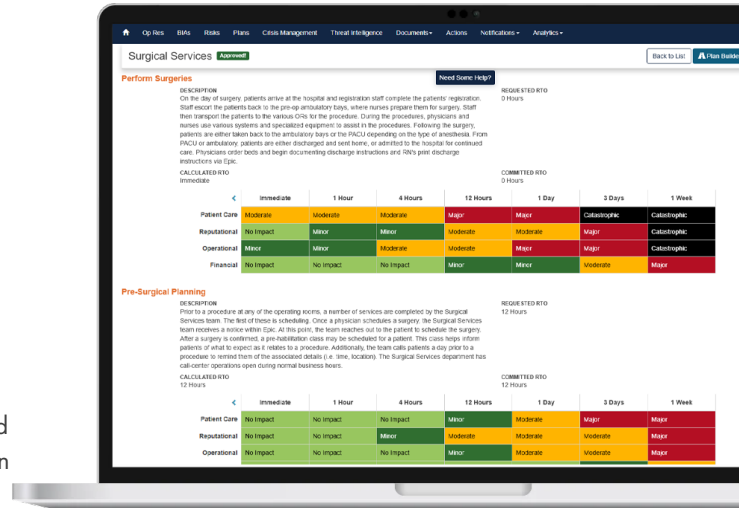 Op Res BIAs Risks Plans Crisis Management Threat Intelligence Documents Actions Notifications Analytics
Surgical Services Approved! Back to List Plan Builde
Need Some Help?
Perform Surgeries
DESCRIPTION
On the day of surgery, patients arrive at the hospital and registration staff complete the patients' registration.
Staff escort the patients back to the pre-op ambulatory bays, where nurses prepare them for surgery. Staff
then transport the patients to the various ORs for the procedure. During the procedures, physicians and
nurses use various systems and specialized equipment to assist in the procedures. Following the surgery,
patients are either taken back to the ambulatory bays or the PACU depending on the type of anesthesia. From
PACU or ambulatory, patients are either discharged and sent home, or admitted to the hospital for continued
care. Physicians order beds and begin documenting discharge instructions and RN's print discharge
instructions via Epic.
REQUESTED RTO
0 Hours
CALCULATED RTO
Immediate
COMMITTED RTO
0 Hours
Immediate 1 Hour 4 Hours 12 Hours 1 Day 3 Days 1 Week
Patient Care Moderate Moderate Moderate Major Major Catastrophic Catastrophic
Reputational No Impact Minor Minor Moderate Moderate Major Catastrophic
Operational Minor Minor Moderate Moderate Major Major Catastrophic
Financial No Impact No Impact No Impact Minor Minor Moderate Major
Pre-Surgical Planning
DESCRIPTION
Prior to a procedure at any of the operating rooms, a number of services are completed by the Surgical
Services team. The first of these is scheduling. Once a physician schedules a surgery, the Surgical Services
team receives a notice within Epic. At this point, the team reaches out to the patient to schedule the surgery.
After a surgery is confirmed, a pre-habilitation class may be scheduled for a patient. This class helps inform
patients of what to expect as it relates to a procedure. Additionally, the team calls patients a day prior to a
procedure to remind them of the associated details (i.e. time, location). The Surgical Services department has
call-center operations open during normal business hours.
REQUESTED RTO
12 Hours
CALCULATED RTO
12 Hours
COMMITTED RTO
12 Hours
Immediate 1 Hour 4 Hours 12 Hours 1 Day 3 Days 1 Week
Patient Care No Impact No Impact No Impact Minor Moderate Major Major
Reputational No Impact No Impact Minor Moderate Moderate Moderate Major
Operational No Impact No Impact No Impact Minor Moderate Moderate Major
d
n